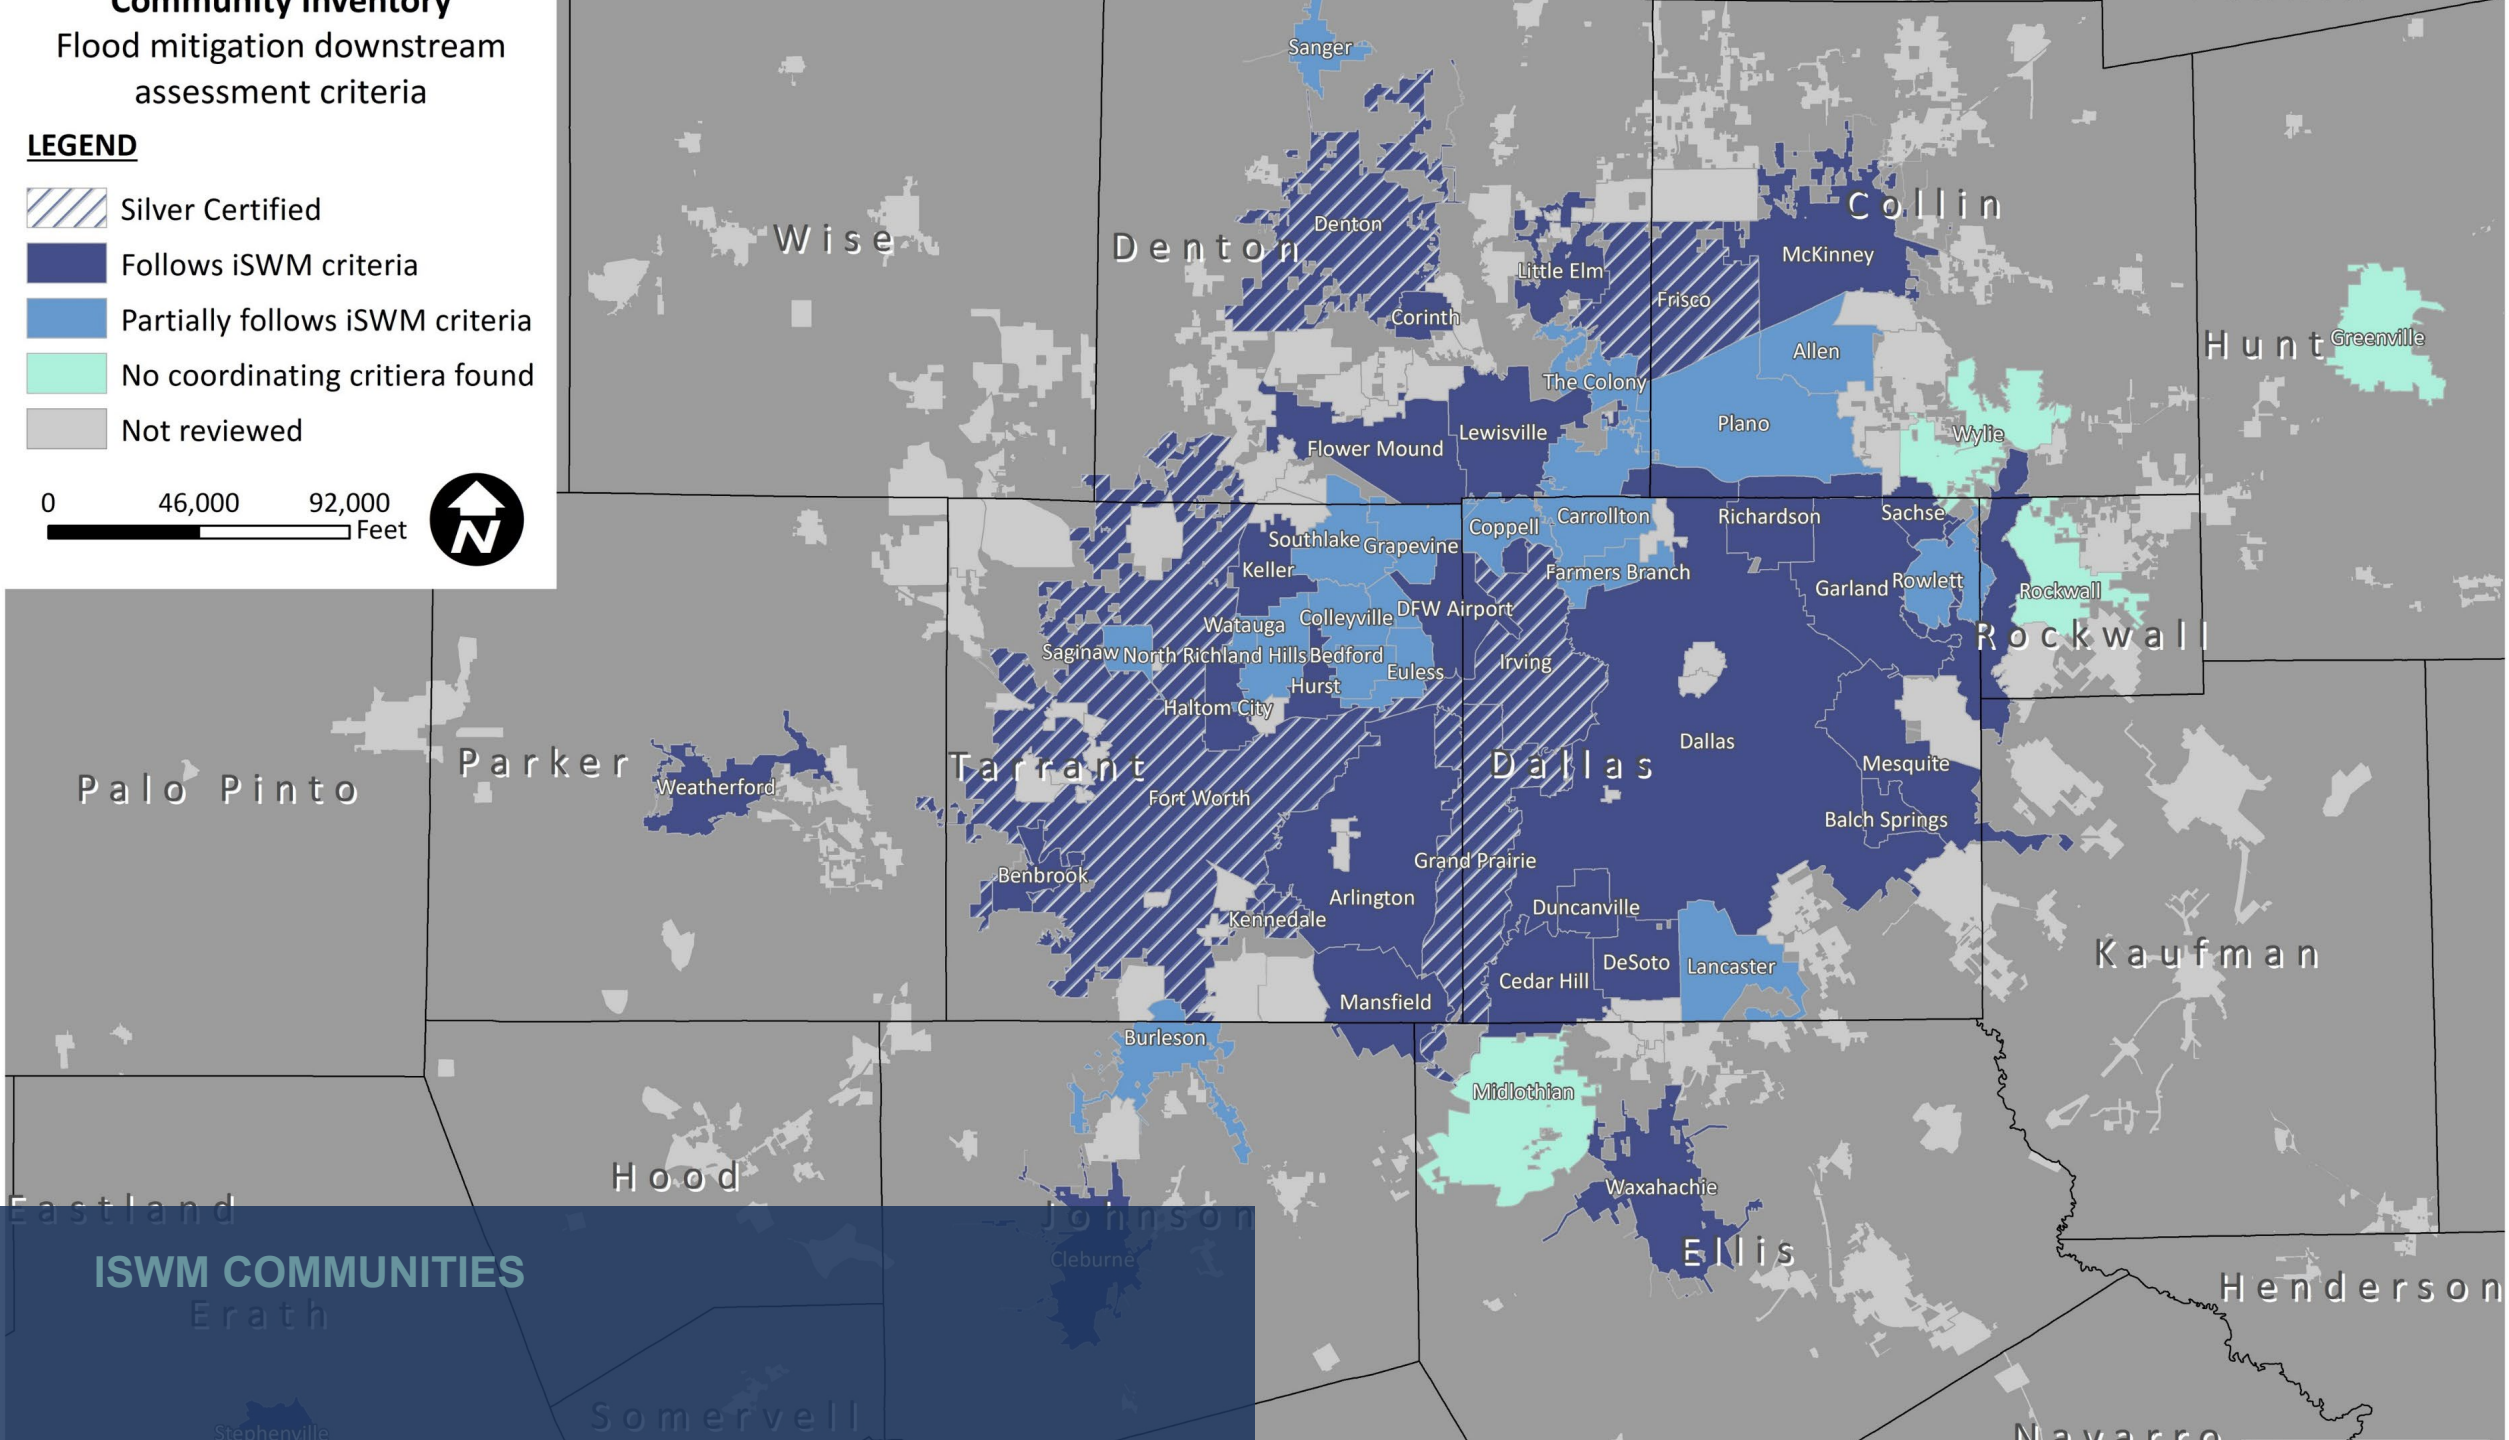 Community Inventory
Flood mitigation downstream
assessment criteria
LEGEND
Silver Certified
Follows iSWM criteria
Partially follows iSWM criteria
No coordinating critiera found
Not reviewed
0 46,000 92,000
Feet
N
Sanger
Denton
Collin
Wise
Denton
McKinney
Little Elm
Frisco
Corinth
Hunt
Greenville
Allen
The Colony
Plano
Lewisville
Flower Mound
Wylie
Coppell
Carrollton
Richardson
Sachse
Southlake
Grapevine
Keller
Farmers Branch
Garland
Rowlett
Rockwall
DFW Airport
Colleyville
Watauga
Rockwall
Saginaw
North Richland Hills
Bedford
Irving
Euless
Hurst
Haltom City
Dallas
Parker
Tarrant
Dallas
Mesquite
Palo Pinto
Weatherford
Fort Worth
Balch Springs
Grand Prairie
Benbrook
Arlington
Duncanville
Kennedale
Kaufman
DeSoto
Lancaster
Cedar Hill
Mansfield
Burleson
Midlothian
Hood
Waxahachie
Eastland
Johnson
Ellis
Cleburne
ISWM COMMUNITIES
Henderson
Erath
Somervell
Stephenville
Navarro